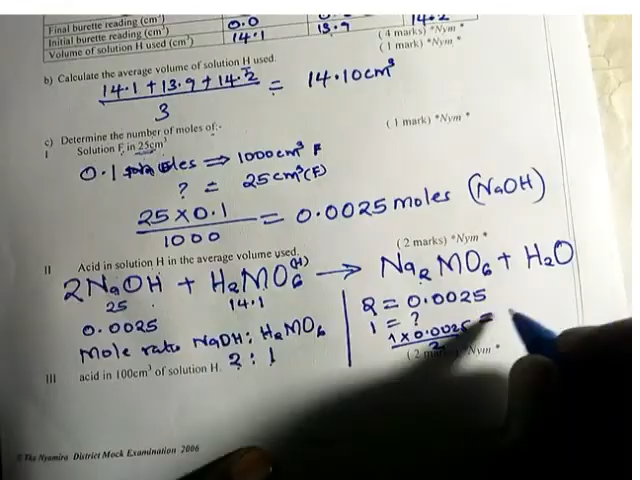 Final burette reading (cm³)
Initial burette reading (cm³) 0.0
Volume of solution H used (cm³) 14.1 13.9 14.2
( 4 marks) *Nym *
(1 mark) *Nym *
b) Calculate the average volume of solution H used.
14.1 + 13.9 + 14.2 = 14.10cm³
3
c) Determine the number of moles of:-
(1 mark) *Nym *
I Solution F in 25cm³
0.1 moles ⇒ 1000cm³ F
? = 25cm³(F)
25 X 0.1 = 0.0025 moles (NaOH)
1000
(2 marks) *Nym *
II Acid in solution H in the average volume used.
2NaOH + H2MO6 (H) → Na2MO6 + H2O
25 14.1
0.0025
Mole ratio NaOH : H2MO6
2 : 1
2 = 0.0025
1 = ?
1 x 0.0025 =
2
III acid in 100cm³ of solution H.
© The Nyamira District Mock Examination 2006